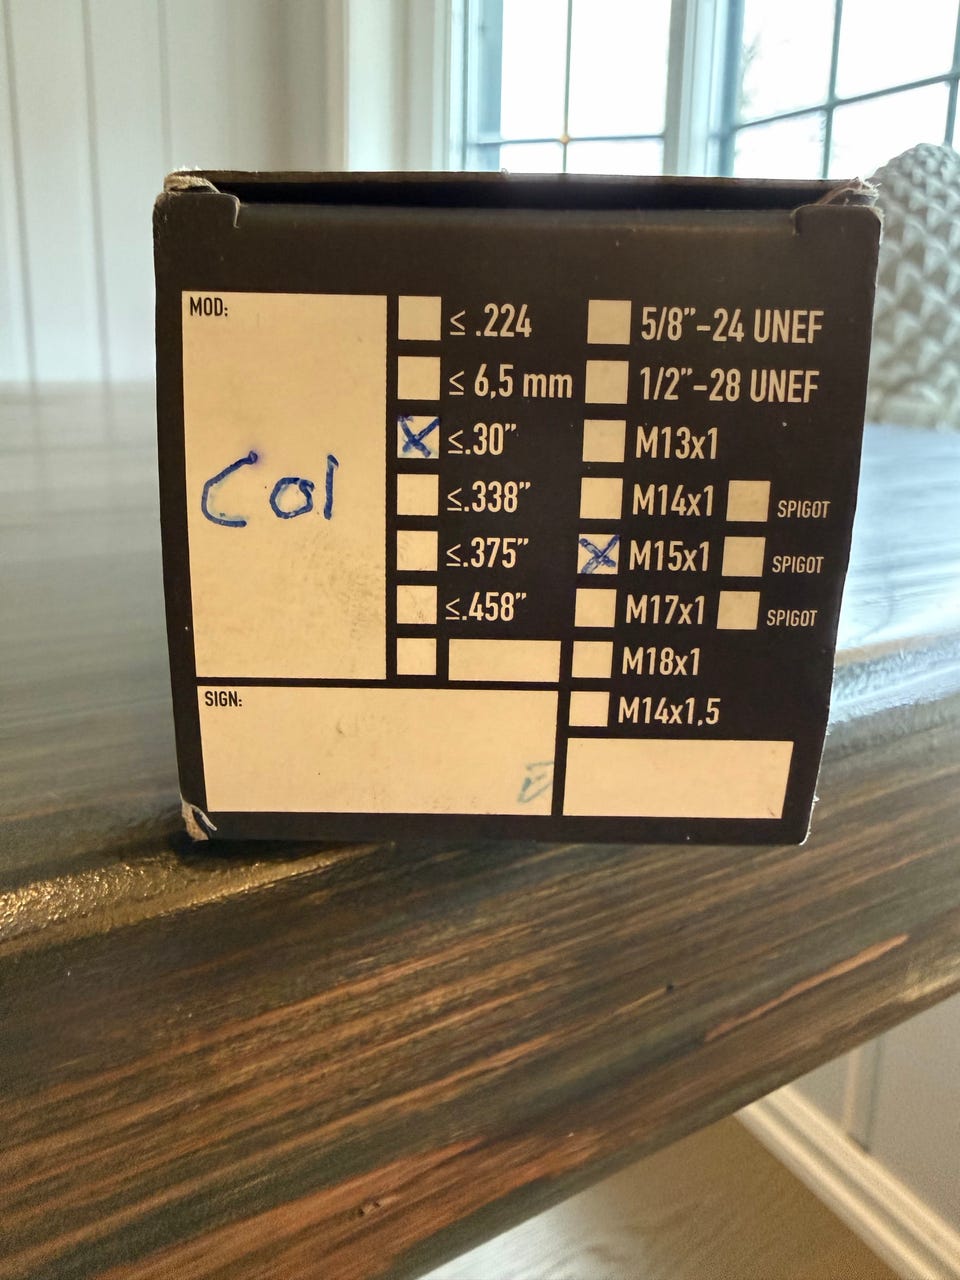 MOD:
C01
≤ .224
≤ 6,5 mm
≤.30"
≤.338"
≤.375"
≤.458"
5/8"-24 UNEF
1/2"-28 UNEF
M13x1
M14x1 SPIGOT
M15x1 SPIGOT
M17x1 SPIGOT
M18x1
M14x1,5
SIGN: